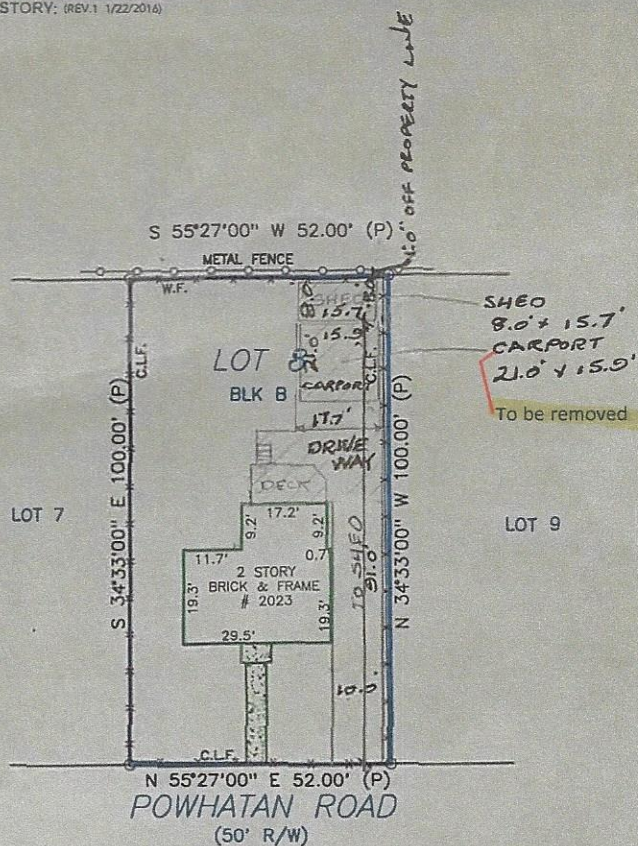 STORY: (REV.1 1/22/2016)
1.0" OFF PROPERTY LINE
S 55°27'00" W 52.00' (P)
METAL FENCE
W.F.
SHED
8.0
15.7
SHED
8.0' x 15.7'
C.L.F.
21.0
15.9'
CARPORT
21.0' x 15.9'
C.L.F.
LOT 8
BLK B
CARPORT
To be removed
S 34°33'00" E 100.00' (P)
N 34°33'00" W 100.00' (P)
17.7'
DRIVE
WAY
DECK
LOT 7
LOT 9
17.2'
9.2'
9.2'
11.7'
0.7'
TO SHED
91.0'
2 STORY
BRICK & FRAME
# 2023
19.3'
19.3'
29.5'
10.0'
C.L.F.
N 55°27'00" E 52.00' (P)
POWHATAN ROAD
(50' R/W)